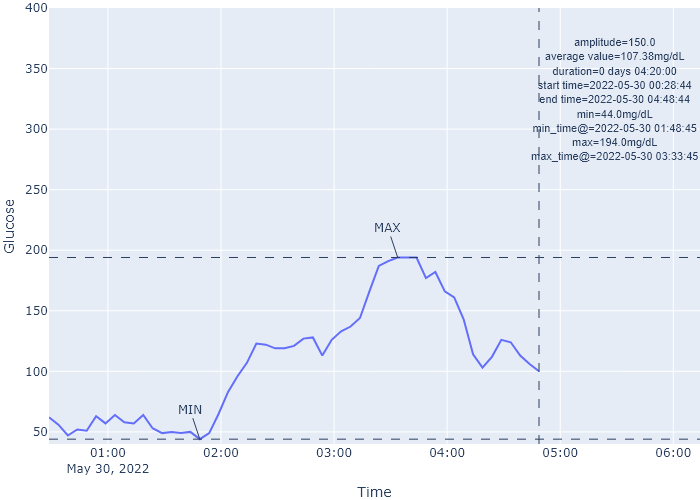 400
350
300
250
200
150
100
50
Glucose
amplitude=150.0
average value=107.38mg/dL
duration=0 days 04:20:00
start time=2022-05-30 00:28:44
end time=2022-05-30 04:48:44
min=44.0mg/dL
min_time@=2022-05-30 01:48:45
max=194.0mg/dL
max_time@=2022-05-30 03:33:45
MAX
MIN
01:00
02:00
03:00
04:00
05:00
06:00
May 30, 2022
Time